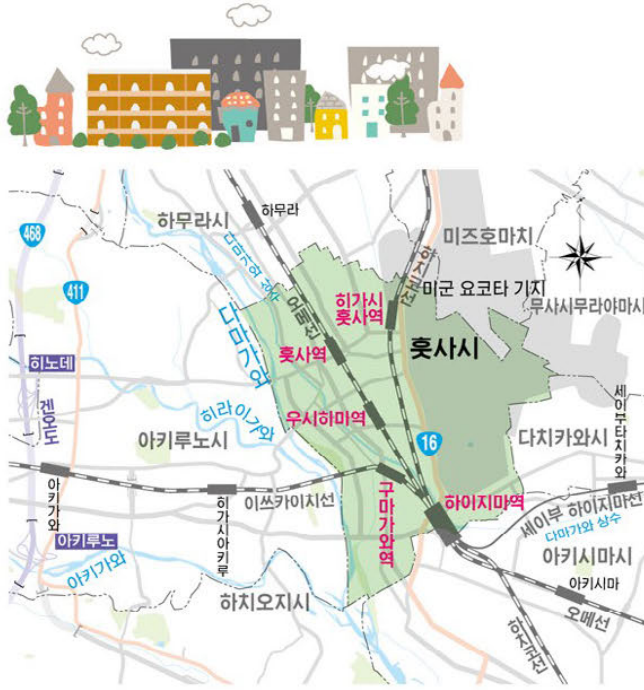 하무라시
하무라
미즈호마치
468
다마가와 상수
하치코선
411
오메선
히가시
훗사역
미군 요코타 기지
무사시무라야마시
다마가와
훗사역
훗사시
히노데
우시하마역
세이부타치카와
히라이가와
겐오도
아키루노시
16
다치카와시
아키가와
히가시아키루
이쓰카이치선
구마가와역
하이지마역
세이부 하이지마선
다마가와 상수
아키루노
아키가와
아키시마시
아키시마
하치오지시
오메선
하치코선